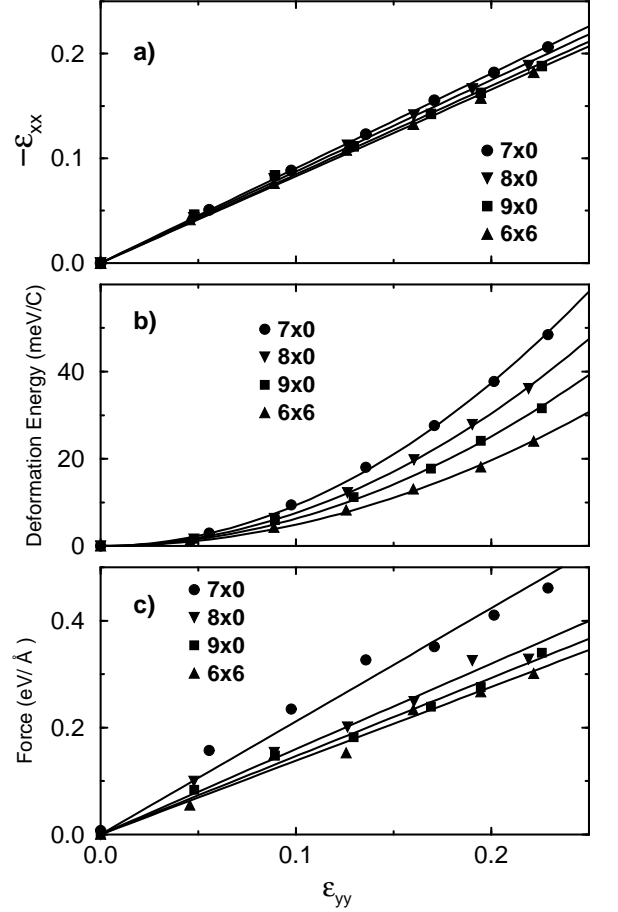 a)
0.2
0.1
0.0
−εxx
7x0
8x0
9x0
6x6
b)
40
20
0
Deformation Energy (meV/C)
7x0
8x0
9x0
6x6
c)
0.4
0.2
0.0
Force (eV/ Å )
7x0
8x0
9x0
6x6
0.0 0.1 0.2
εyy